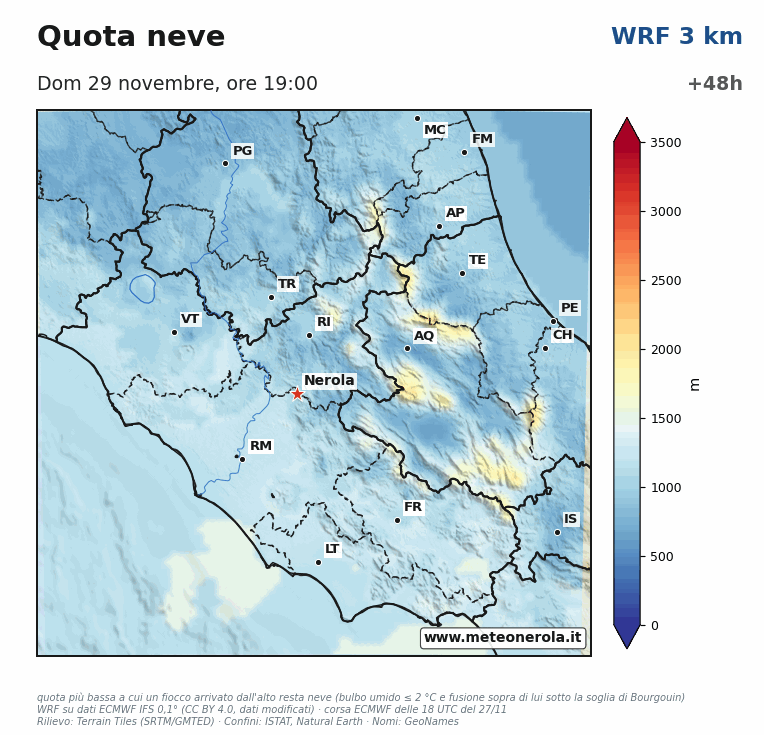 Quota neve
WRF 3 km
Dom 29 novembre, ore 19:00
+48h
MC
FM
PG
AP
TE
TR
PE
VT
RI
AQ
CH
Nerola
RM
FR
IS
LT
www.meteonerola.it
3500
3000
2500
2000
1500
1000
500
0
m
quota più bassa a cui un fiocco arrivato dall'alto resta neve (bulbo umido ≤ 2 °C e fusione sopra di lui sotto la soglia di Bourgouin)
WRF su dati ECMWF IFS 0,1° (CC BY 4.0, dati modificati) · corsa ECMWF delle 18 UTC del 27/11
Rilievo: Terrain Tiles (SRTM/GMTED) · Confini: ISTAT, Natural Earth · Nomi: GeoNames